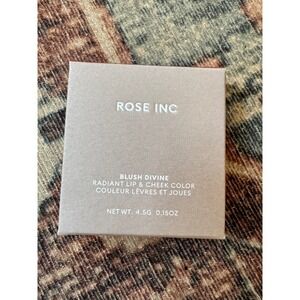 ROSE INC
BLUSH DIVINE
RADIANT LIP & CHEEK COLOR
COULEUR LÈVRES ET JOUES
NET WT. 4.5G 0.15OZ